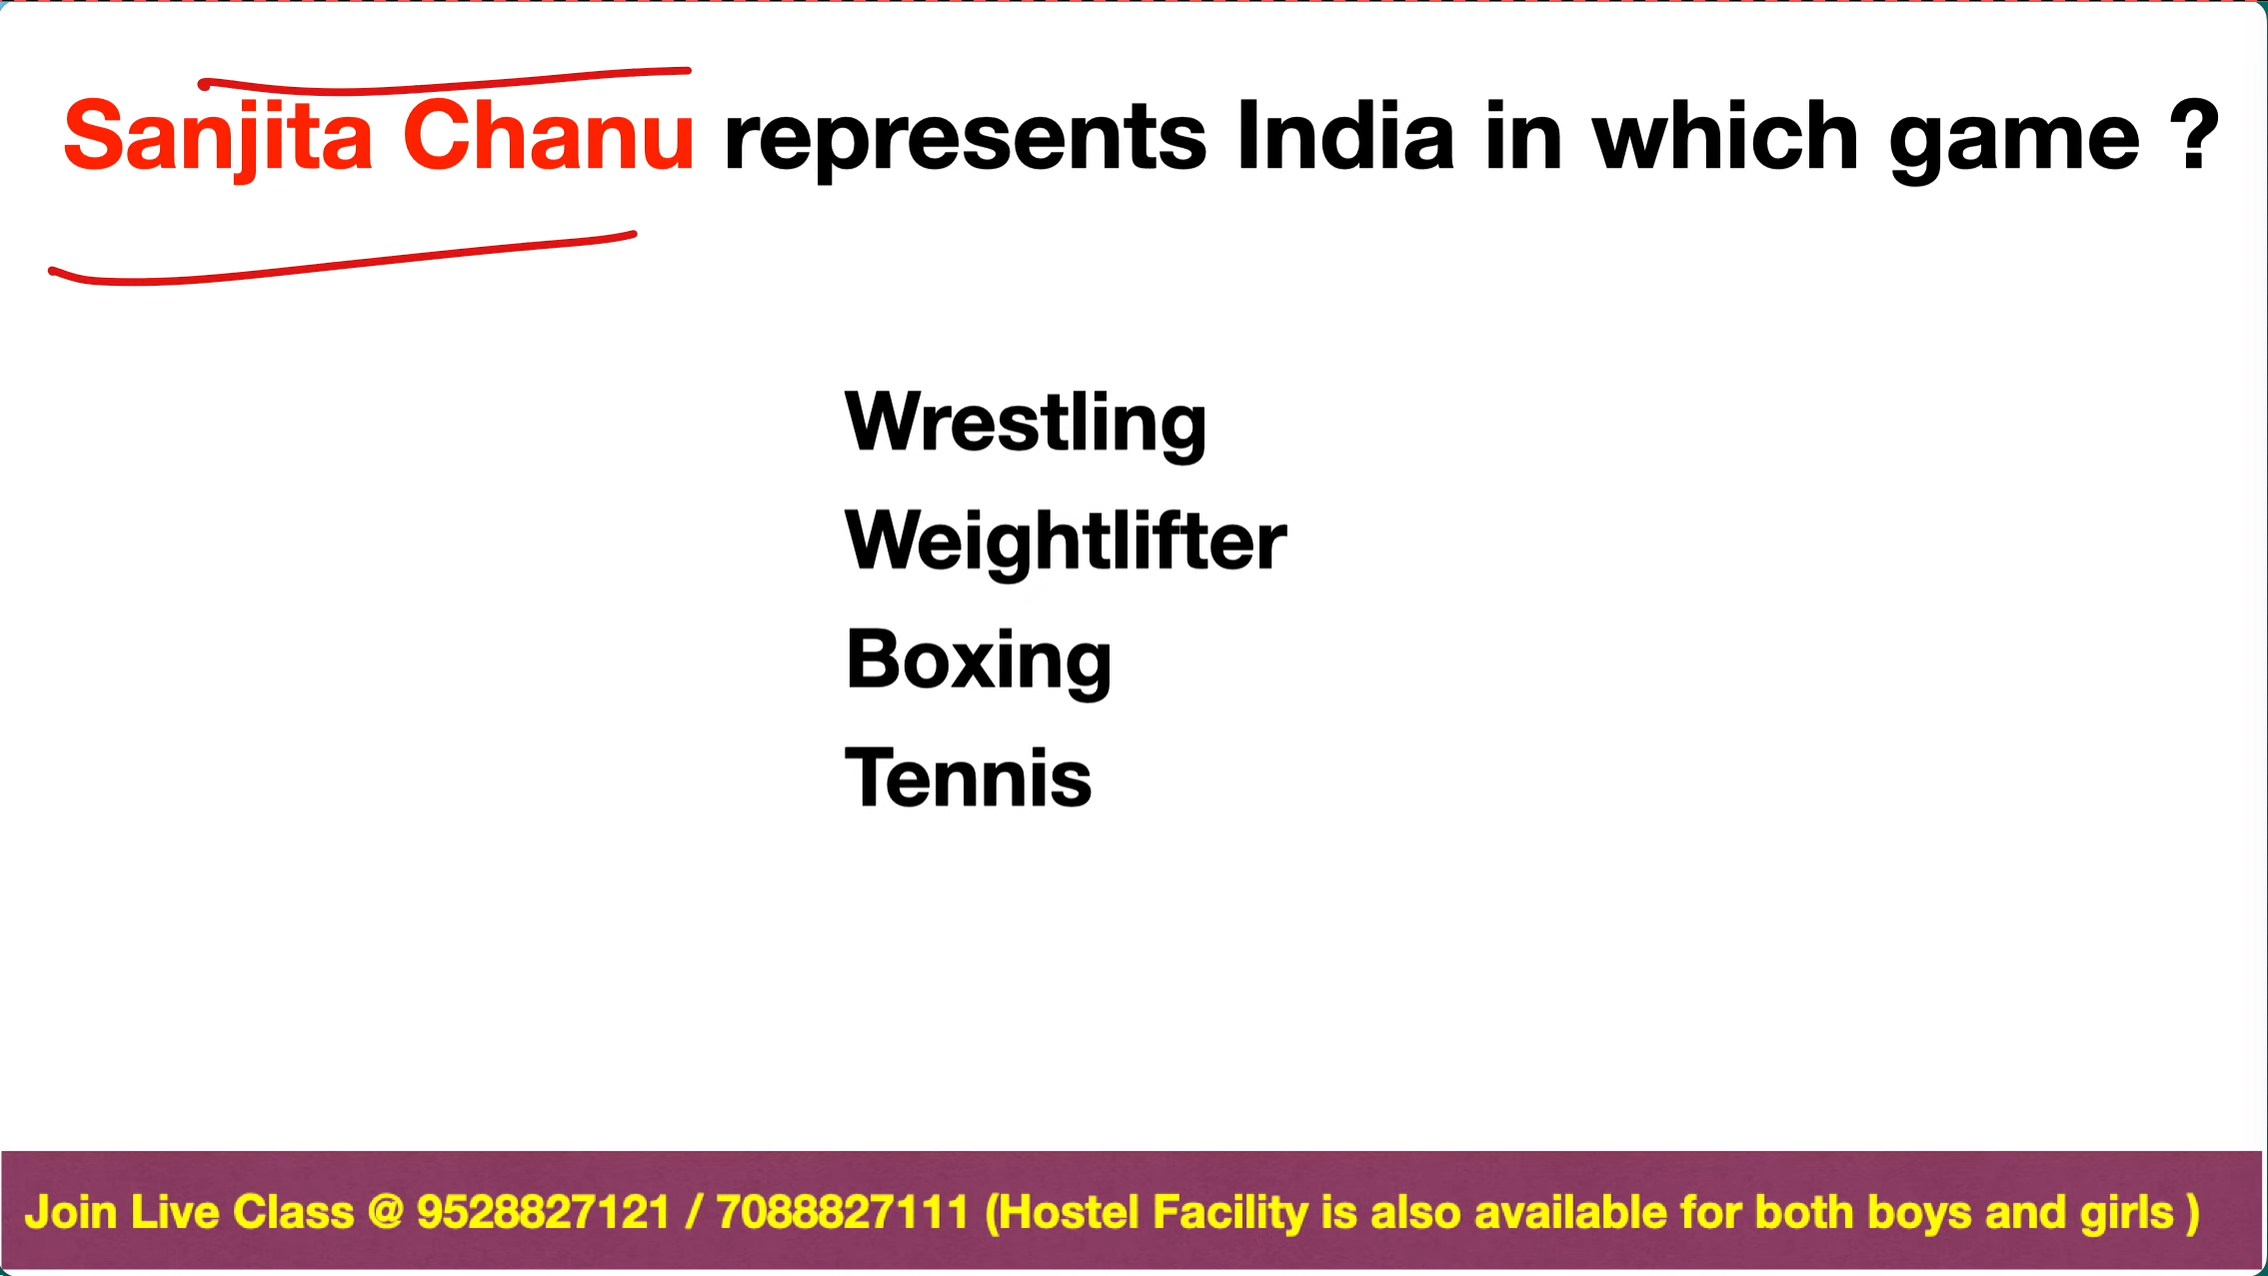 Sanjita Chanu represents India in which game ?
Wrestling
Weightlifter
Boxing
Tennis
Join Live Class @ 9528827121 / 7088827111 (Hostel Facility is also available for both boys and girls )